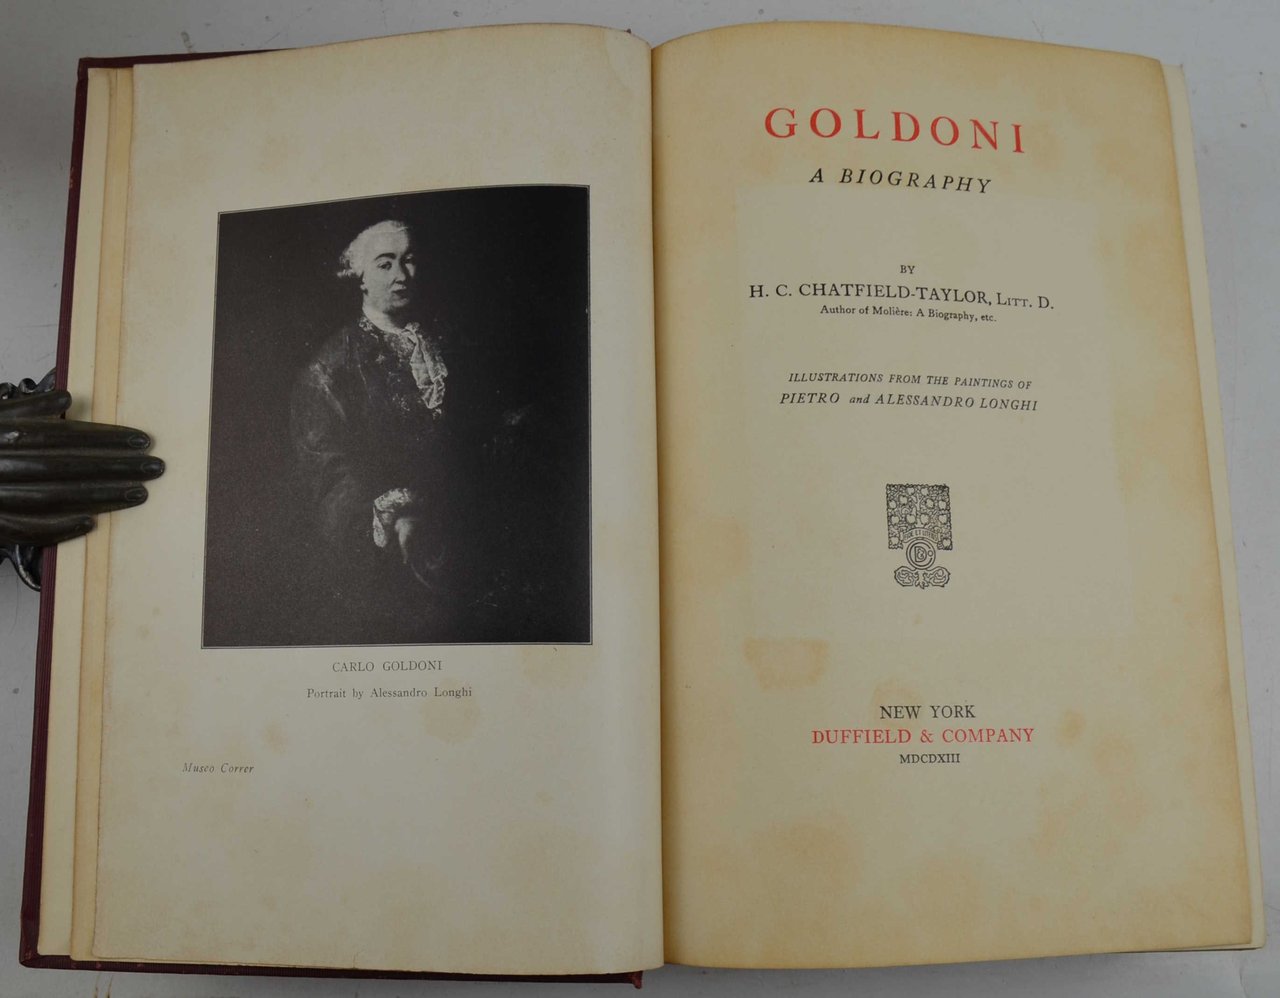 CARLO GOLDONI
Portrait by Alessandro Longhi
Museo Correr
GOLDONI
A BIOGRAPHY
BY
H. C. CHATFIELD-TAYLOR, LITT. D.
Author of Molière: A Biography, etc.
ILLUSTRATIONS FROM THE PAINTINGS OF
PIETRO and ALESSANDRO LONGHI
NEW YORK
DUFFIELD & COMPANY
MDCDXIII